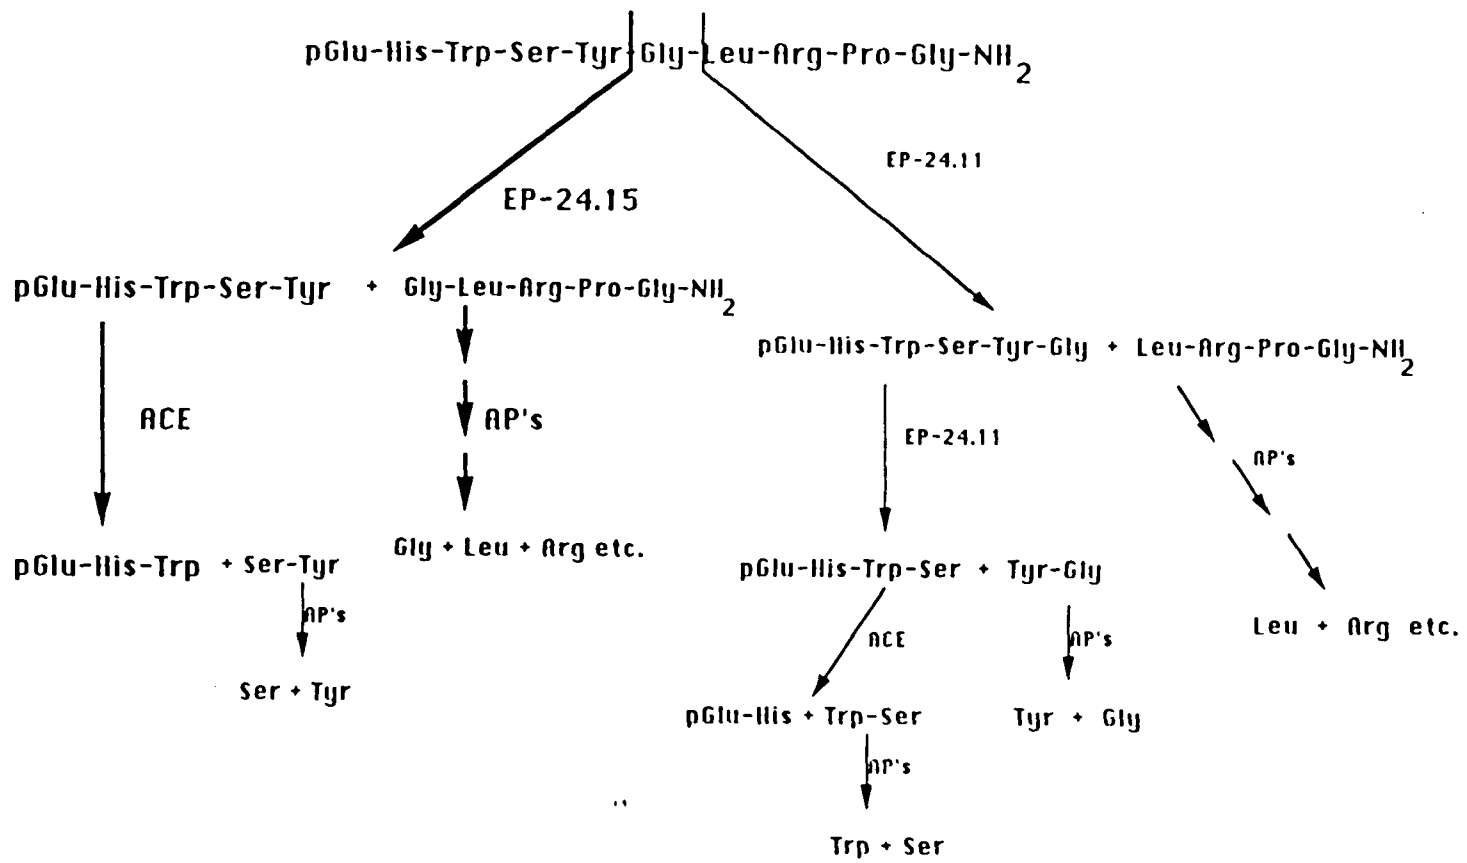 pGlu-His-Trp-Ser-Tyr-Gly-Leu-Arg-Pro-Gly-NH2
EP-24.11
EP-24.15
pGlu-His-Trp-Ser-Tyr + Gly-Leu-Arg-Pro-Gly-NH2
pGlu-His-Trp-Ser-Tyr-Gly + Leu-Arg-Pro-Gly-NH2
ACE
AP's
EP-24.11
AP's
Gly + Leu + Arg etc.
pGlu-His-Trp + Ser-Tyr
pGlu-His-Trp-Ser + Tyr-Gly
AP's
Leu + Arg etc.
ACE
AP's
Ser + Tyr
pGlu-His + Trp-Ser
Tyr + Gly
AP's
Trp + Ser